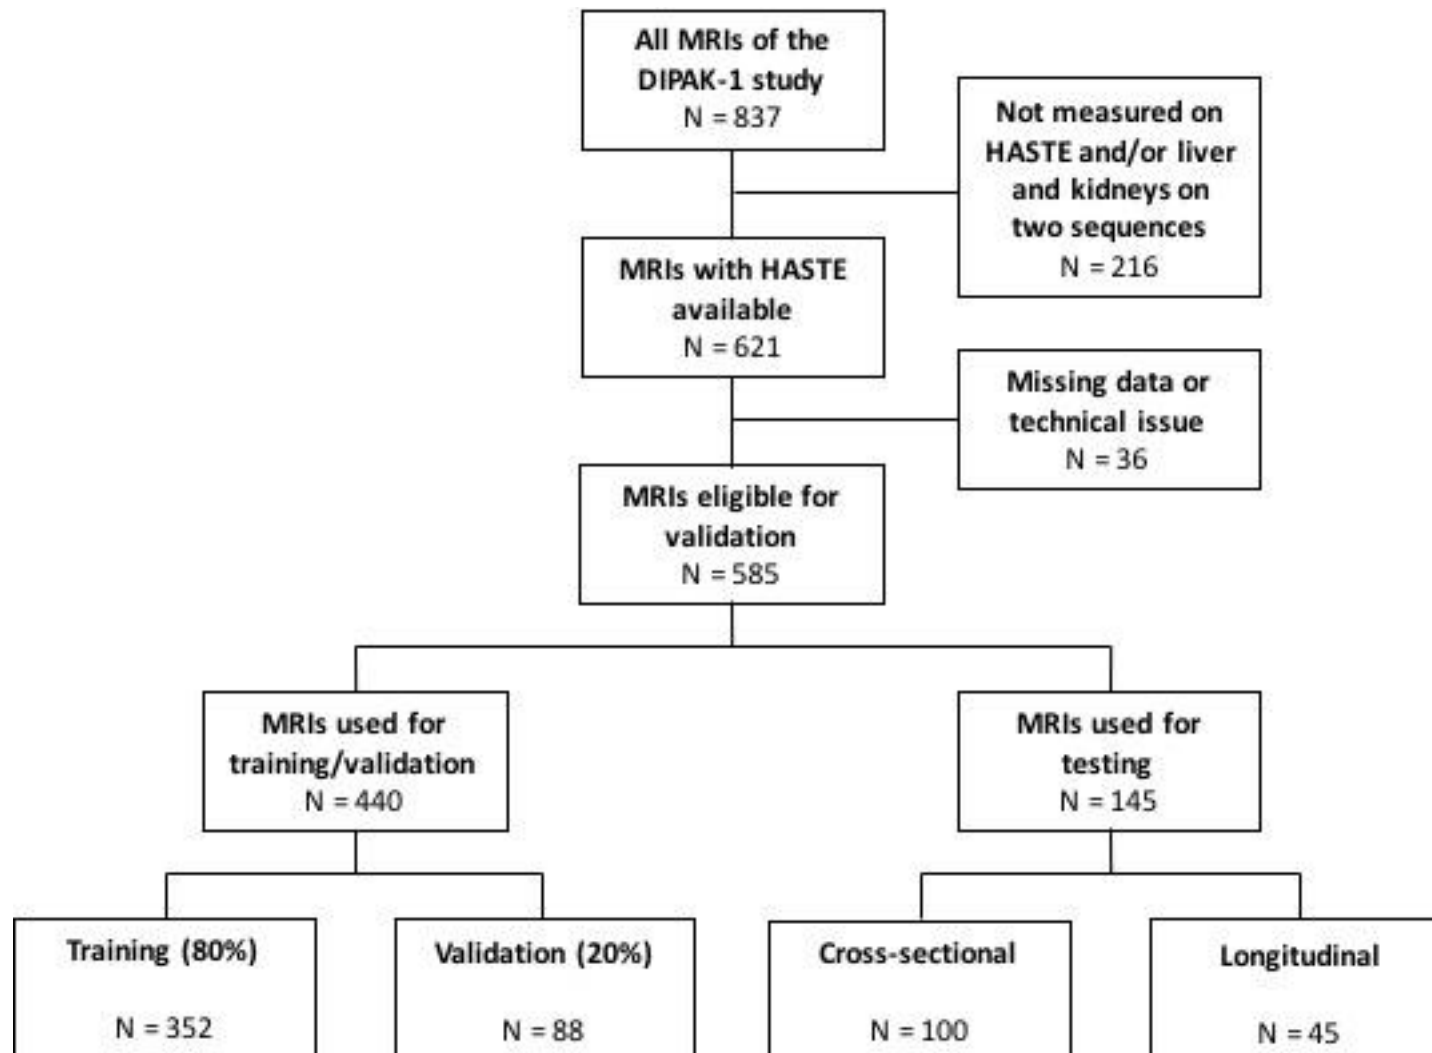 All MRIs of the
DIPAK-1 study
N = 837
Not measured on
HASTE and/or liver
and kidneys on
two sequences
N = 216
MRIs with HASTE
available
N = 621
Missing data or
technical issue
N = 36
MRIs eligible for
validation
N = 585
MRIs used for
training/validation
N = 440
MRIs used for
testing
N = 145
Training (80%)
N = 352
Validation (20%)
N = 88
Cross-sectional
N = 100
Longitudinal
N = 45